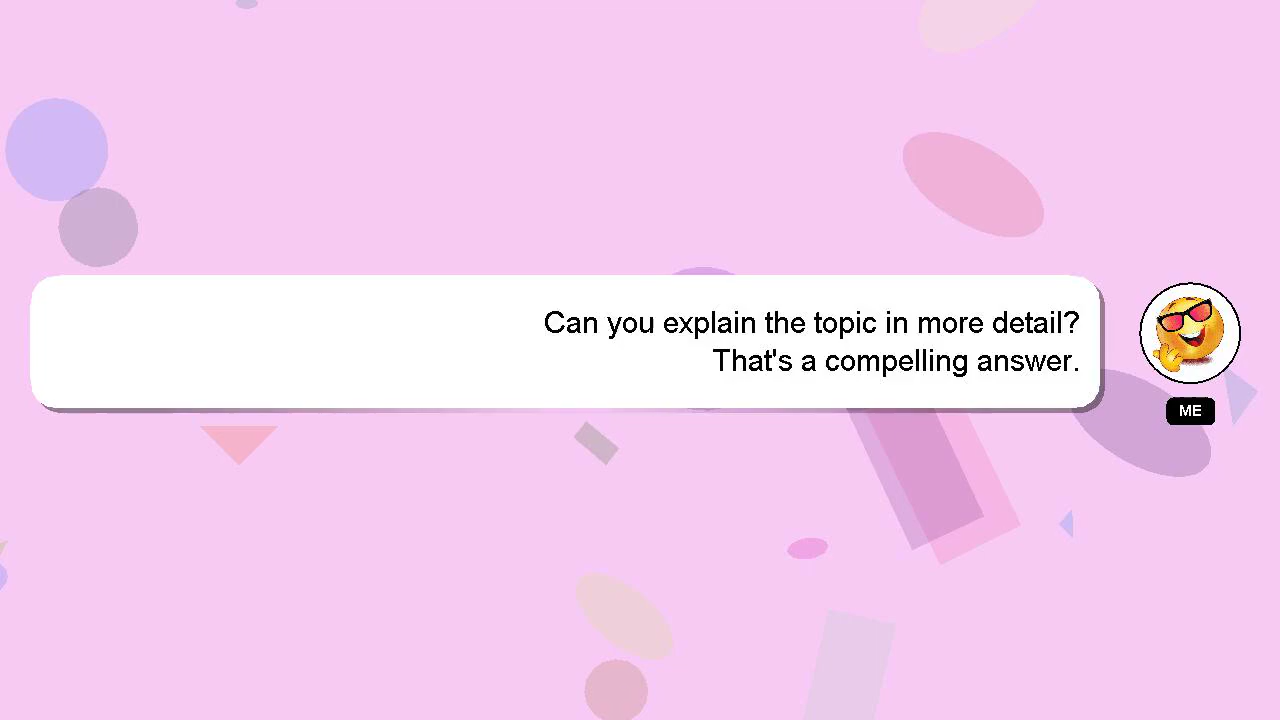 Can you explain the topic in more detail?
That's a compelling answer.
ME